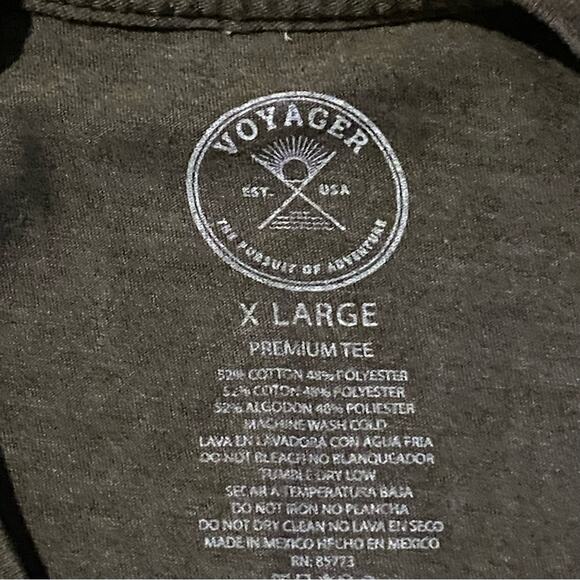 VOYAGER
EST. USA
THE PURSUIT OF ADVENTURE
X LARGE
PREMIUM TEE
52% COTTON 48% POLYESTER
52% COTON 48% POLYESTER
52% ALGODON 48% POLIESTER
MACHINE WASH COLD
LAVA EN LAVADORA CON AGUA FRIA
DO NOT BLEACH NO BLANQUEADOR
TUMBLE DRY LOW
SECAR A TEMPERATURA BAJA
DO NOT IRON NO PLANCHA
DO NOT DRY CLEAN NO LAVA EN SECO
MADE IN MEXICO HECHO EN MEXICO
RN: 85773